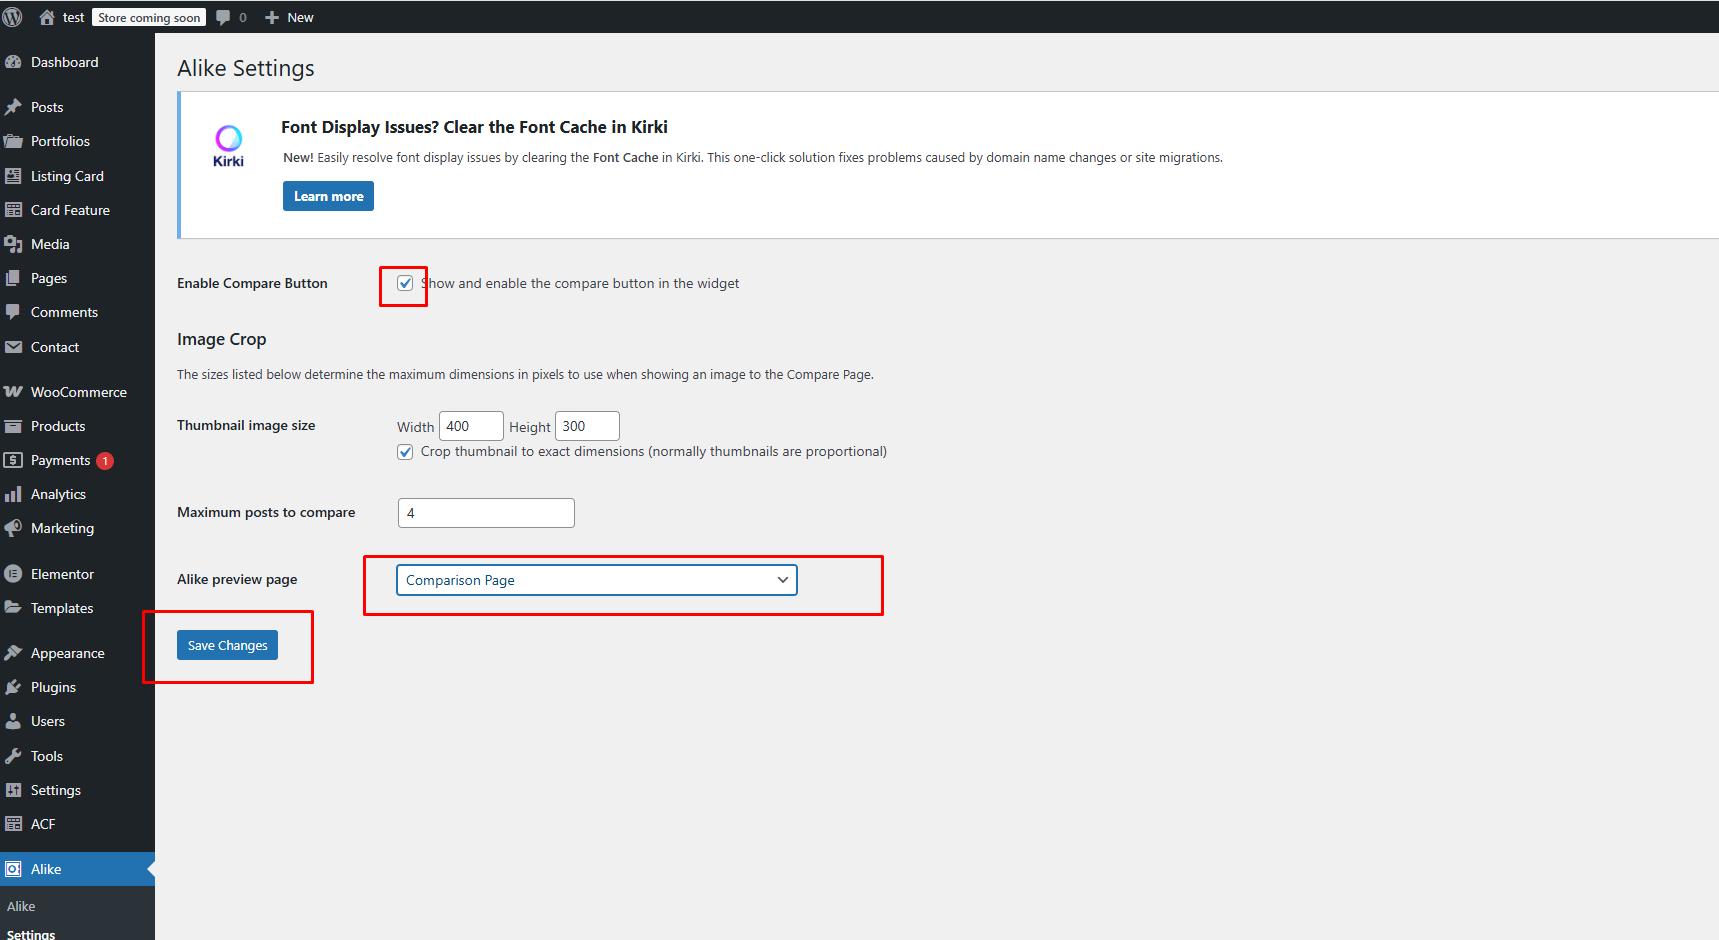 test Store coming soon 0 New
Dashboard
Posts
Portfolios
Listing Card
Card Feature
Media
Pages
Comments
Contact
WooCommerce
Products
Payments 1
Analytics
Marketing
Elementor
Templates
Appearance
Plugins
Users
Tools
Settings
ACF
Alike
Alike
Settings
Alike Settings
Kirki
Font Display Issues? Clear the Font Cache in Kirki
New! Easily resolve font display issues by clearing the Font Cache in Kirki. This one-click solution fixes problems caused by domain name changes or site migrations.
Learn more
Enable Compare Button Show and enable the compare button in the widget
Image Crop
The sizes listed below determine the maximum dimensions in pixels to use when showing an image to the Compare Page.
Thumbnail image size Width 400 Height 300
Crop thumbnail to exact dimensions (normally thumbnails are proportional)
Maximum posts to compare 4
Alike preview page Comparison Page
Save Changes